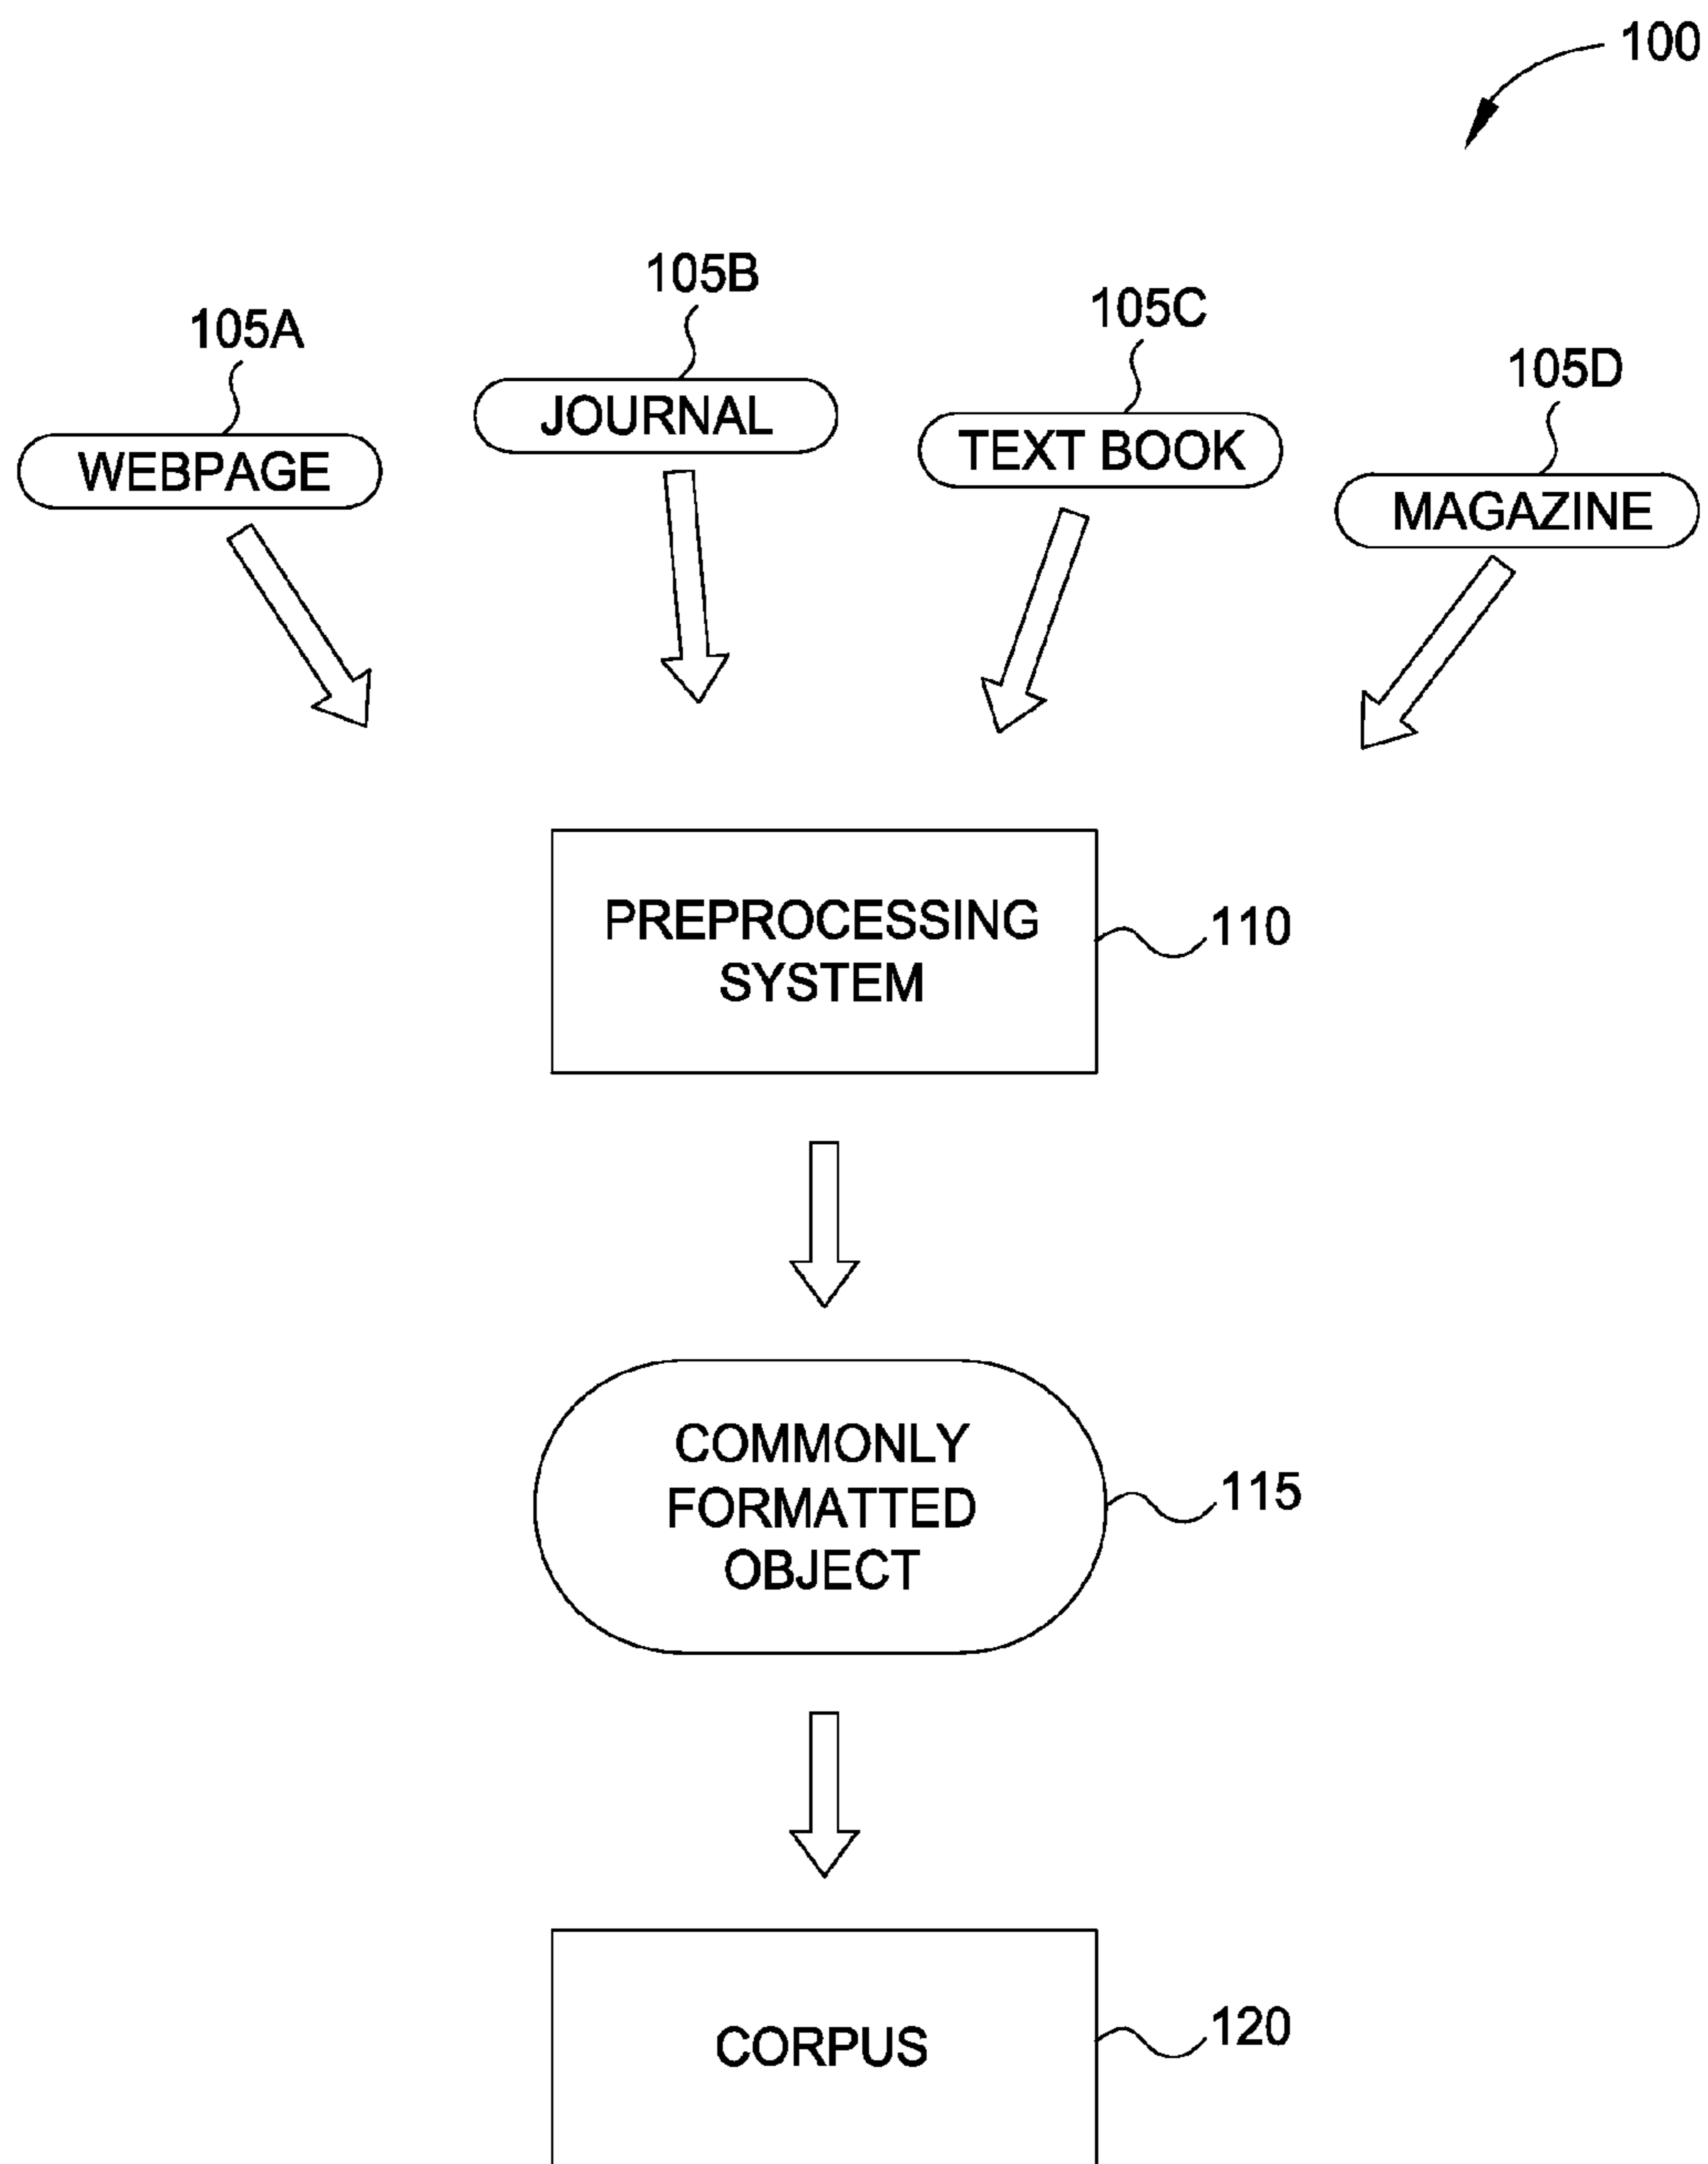 100
105B
105C
105A
105D
JOURNAL
TEXT BOOK
WEBPAGE
MAGAZINE
PREPROCESSING
SYSTEM
110
COMMONLY
FORMATTED
OBJECT
115
CORPUS
120